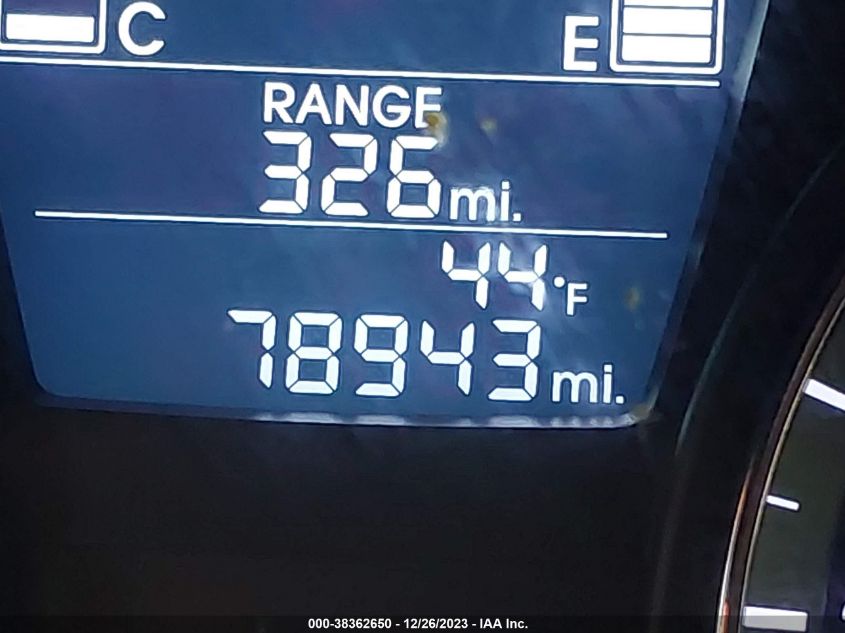 C E
RANGE
326 mi.
44°F
78943 mi.
000-38362650 - 12/26/2023 - IAA Inc.